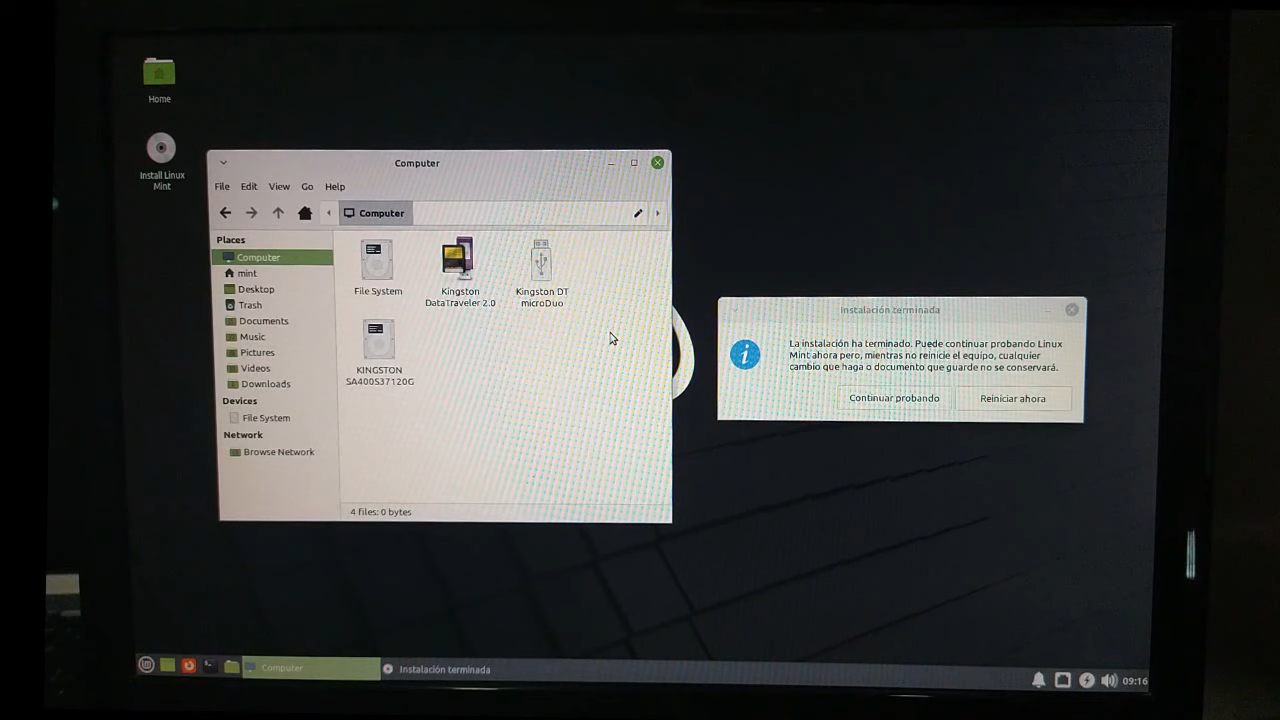 Home
Install Linux
Mint
Computer
File Edit View Go Help
Computer
Places
Computer
mint
Desktop
Trash
Documents
Music
Pictures
Videos
Downloads
Devices
File System
Network
Browse Network
File System
Kingston
DataTraveler 2.0
Kingston DT
microDuo
KINGSTON
SA400S37120G
4 files: 0 bytes
Instalación terminada
La instalación ha terminado. Puede continuar probando Linux
Mint ahora pero, mientras no reinicie el equipo, cualquier
cambio que haga o documento que guarde no se conservará.
Continuar probando
Reiniciar ahora
Computer
Instalación terminada
09:16